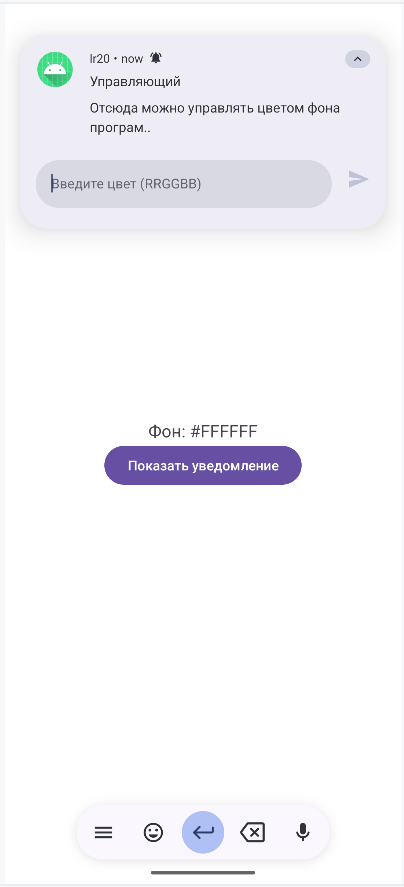 lr20 • now
Управляющий
Отсюда можно управлять цветом фона
програм..
Введите цвет (RRGGBB)
Фон: #FFFFFF
Показать уведомление